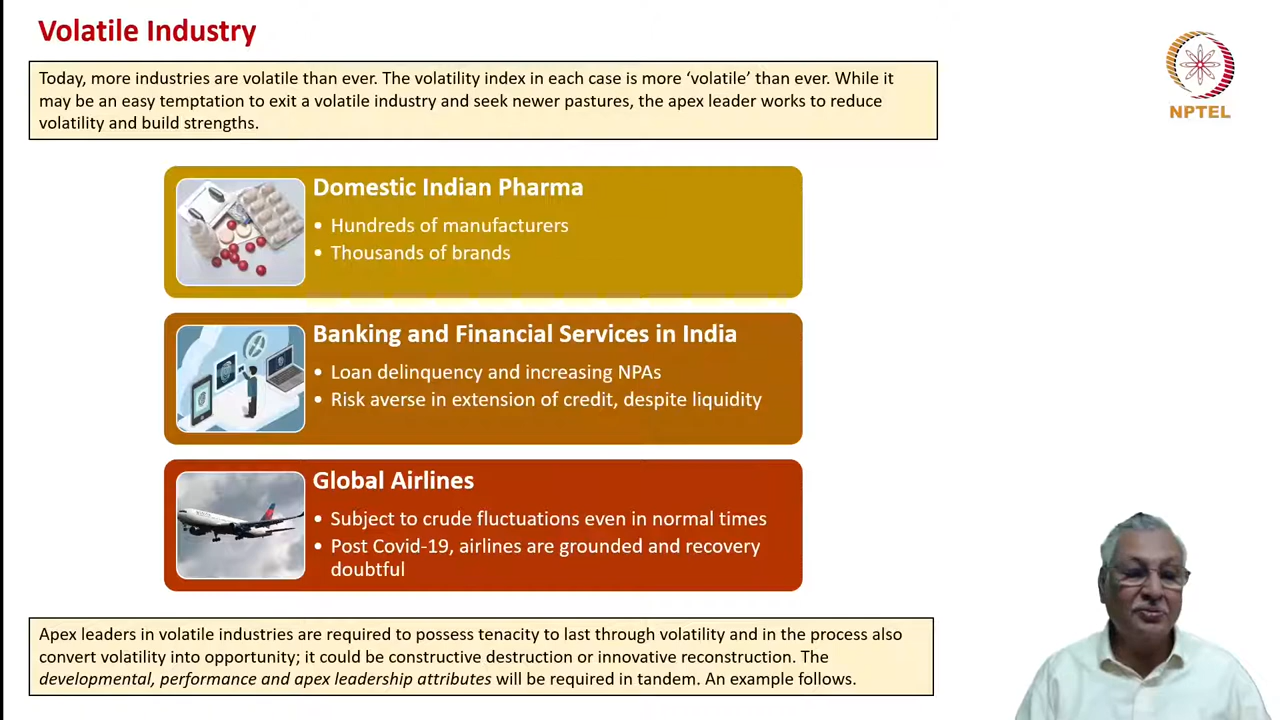 Volatile Industry
Today, more industries are volatile than ever. The volatility index in each case is more ‘volatile’ than ever. While it
may be an easy temptation to exit a volatile industry and seek newer pastures, the apex leader works to reduce
volatility and build strengths.
NPTEL
Domestic Indian Pharma
• Hundreds of manufacturers
• Thousands of brands
Banking and Financial Services in India
• Loan delinquency and increasing NPAs
• Risk averse in extension of credit, despite liquidity
Global Airlines
• Subject to crude fluctuations even in normal times
• Post Covid-19, airlines are grounded and recovery
doubtful
Apex leaders in volatile industries are required to possess tenacity to last through volatility and in the process also
convert volatility into opportunity; it could be constructive destruction or innovative reconstruction. The
developmental, performance and apex leadership attributes will be required in tandem. An example follows.